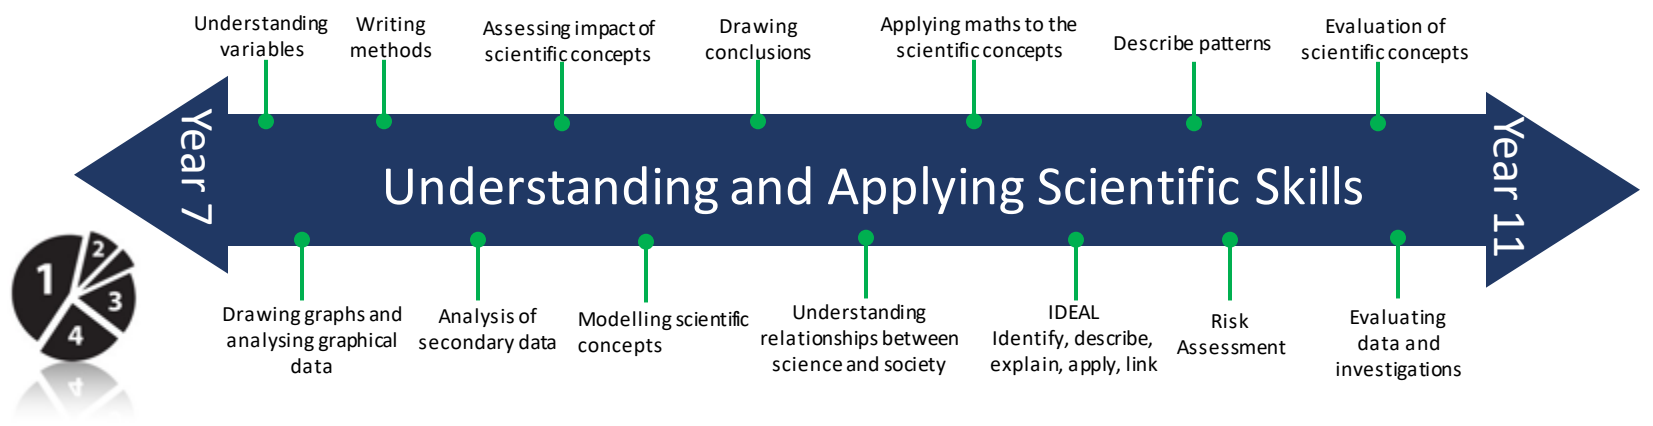 Understanding
variables
Writing
methods
Assessing impact of
scientific concepts
Drawing
conclusions
Applying maths to the
scientific concepts
Describe patterns
Evaluation of
scientific concepts
Year 7
Understanding and Applying Scientific Skills
Year 11
1
2
3
4
Drawing graphs and
analysing graphical
data
Analysis of
secondary data
Modelling scientific
concepts
Understanding
relationships between
science and society
IDEAL
Identify, describe,
explain, apply, link
Risk
Assessment
Evaluating
data and
investigations